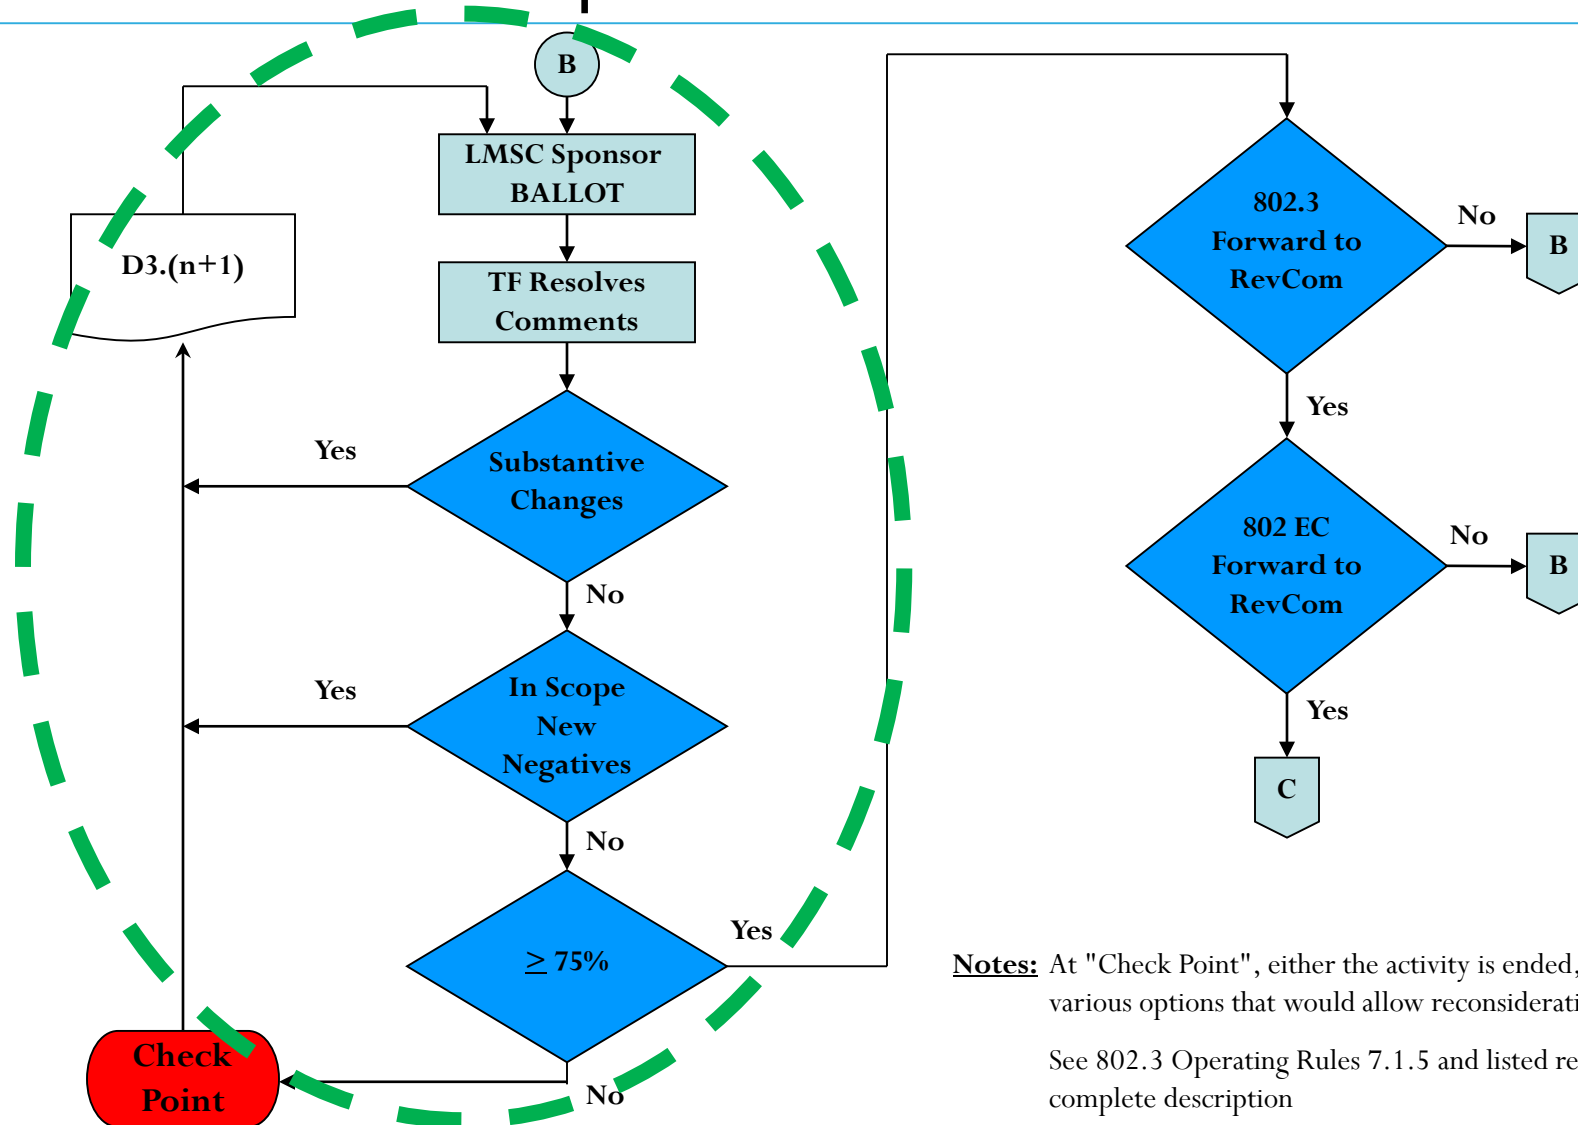 B
LMSC Sponsor
BALLOT
D3.(n+1)
TF Resolves
Comments
Yes
Substantive
Changes
No
Yes
In Scope
New
Negatives
No
≥ 75%
Yes
No
Check
Point
802.3
Forward to
RevCom
No
B
Yes
802 EC
Forward to
RevCom
No
B
Yes
C
Notes: At "Check Point", either the activity is ended,
various options that would allow
See 802.3 Operating Rules 7.1.5 and listed
complete description